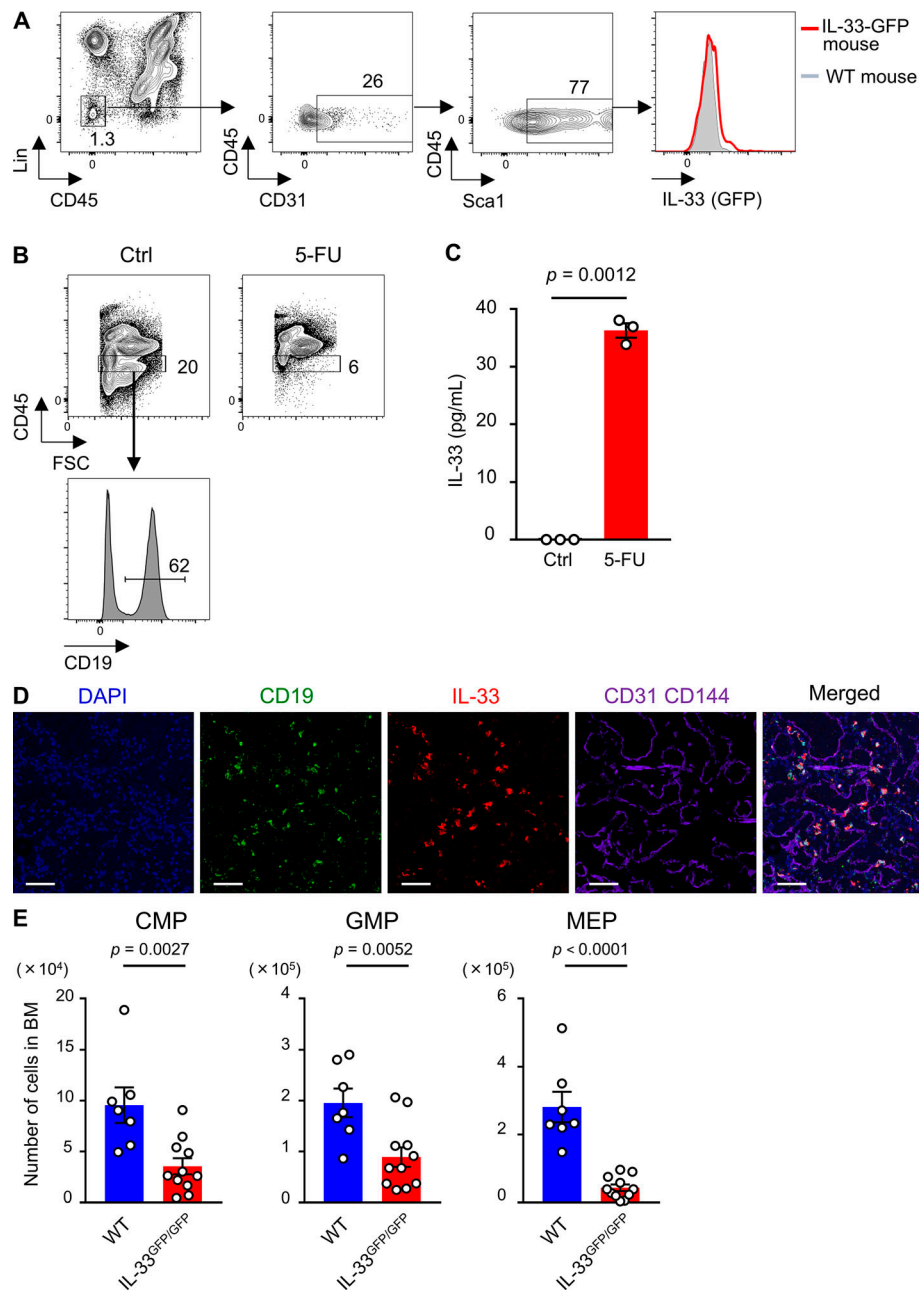 A
Lin
CD45
0
0
1.3
CD45
CD31
0
0
26
CD45
Sca1
0
0
77
IL-33 (GFP)
0
IL-33-GFP
mouse
WT mouse
B
Ctrl
5-FU
20
6
CD45
FSC
0
0
62
0
CD19
C
p = 0.0012
IL-33 (pg/mL)
40
30
20
10
0
Ctrl
5-FU
D
DAPI
CD19
IL-33
CD31 CD144
Merged
E
CMP
GMP
MEP
p = 0.0027
p = 0.0052
p < 0.0001
(×10⁴)
(×10⁵)
(×10⁵)
Number of cells in BM
20
15
10
5
0
4
3
2
1
0
6
4
2
0
WT
IL-33GFP/GFP
WT
IL-33GFP/GFP
WT
IL-33GFP/GFP